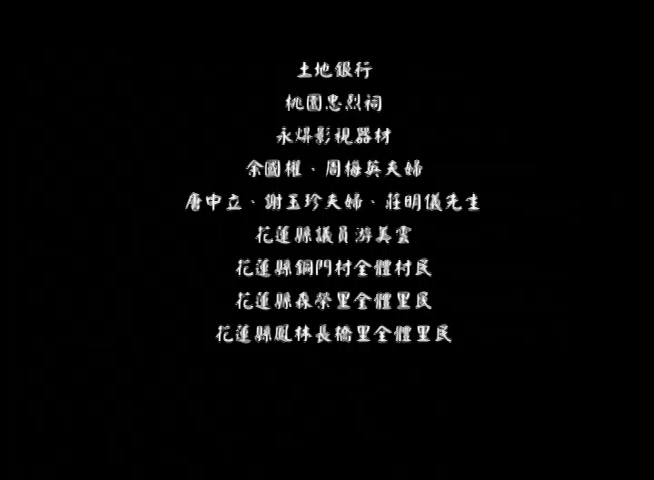 土地銀行
桃園忠烈祠
永烘影視器材
余國權、周梅英夫婦
唐中立、謝玉珍夫婦、莊明儀先生
花蓮縣議員游美雲
花蓮縣銅門村全體村民
花蓮縣森榮里全體里民
花蓮縣鳳林長橋里全體里民